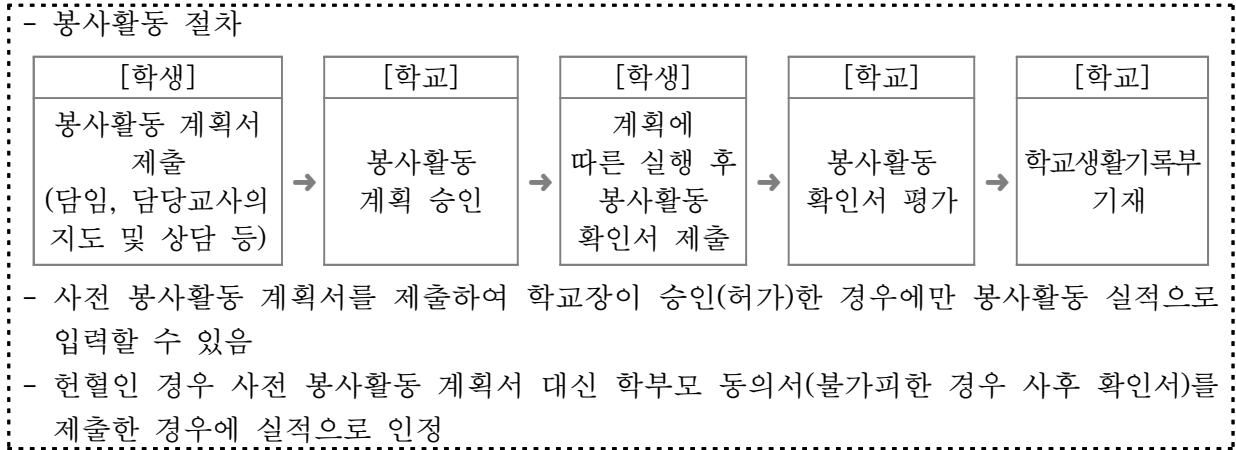 - 봉사활동 절차
[학생]
봉사활동 계획서
제출
(담임, 담당교사의
지도 및 상담 등)
➜
[학교]
봉사활동
계획 승인
➜
[학생]
계획에
따른 실행 후
봉사활동
확인서 제출
➜
[학교]
봉사활동
확인서 평가
➜
[학교]
학교생활기록부
기재
- 사전 봉사활동 계획서를 제출하여 학교장이 승인(허가)한 경우에만 봉사활동 실적으로
입력할 수 있음
- 헌혈인 경우 사전 봉사활동 계획서 대신 학부모 동의서(불가피한 경우 사후 확인서)를
제출한 경우에 실적으로 인정